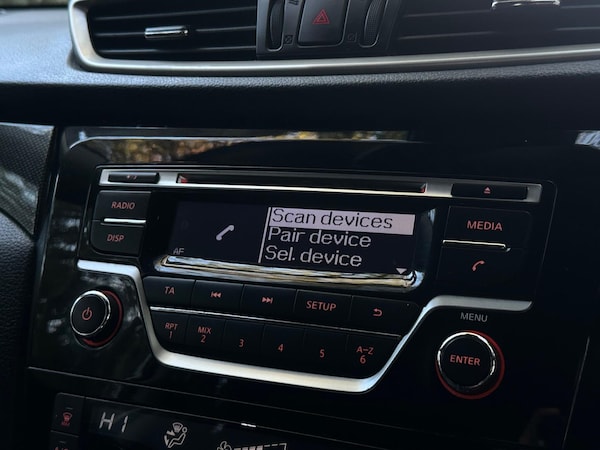 RADIO
DISP
AF
Scan devices
Pair device
Sel. device
MEDIA
TA
SETUP
MENU
RPT
1
MIX
2
3
4
5
A-Z
6
ENTER
HI